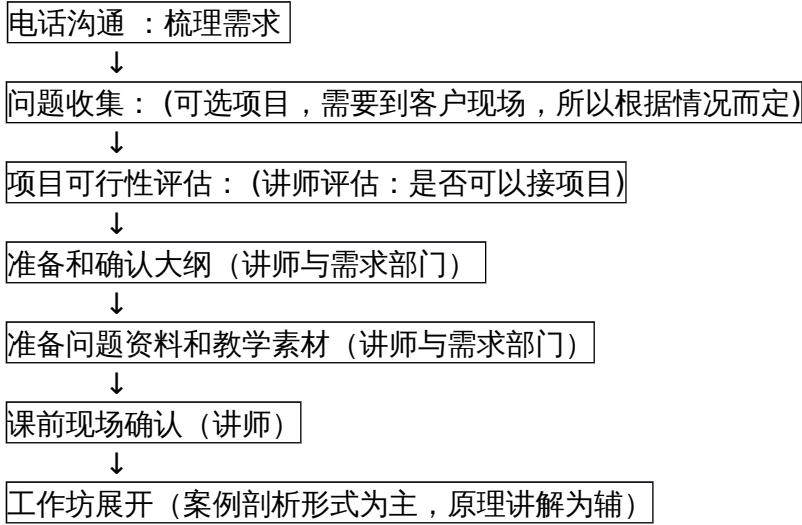 电话沟通 ：梳理需求
↓
问题收集： (可选项目，需要到客户现场，所以根据情况而定)
↓
项目可行性评估： (讲师评估：是否可以接项目)
↓
准备和确认大纲（讲师与需求部门）
↓
准备问题资料和教学素材（讲师与需求部门）
↓
课前现场确认（讲师）
↓
工作坊展开（案例剖析形式为主，原理讲解为辅）